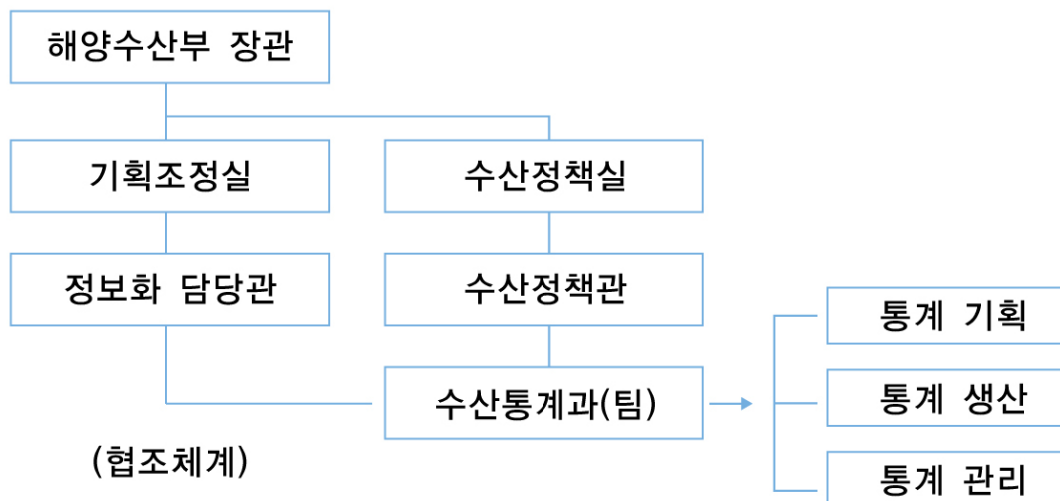 해양수산부 장관
기획조정실
수산정책실
정보화 담당관
수산정책관
통계 기획
수산통계과(팀)
통계 생산
(협조체계)
통계 관리